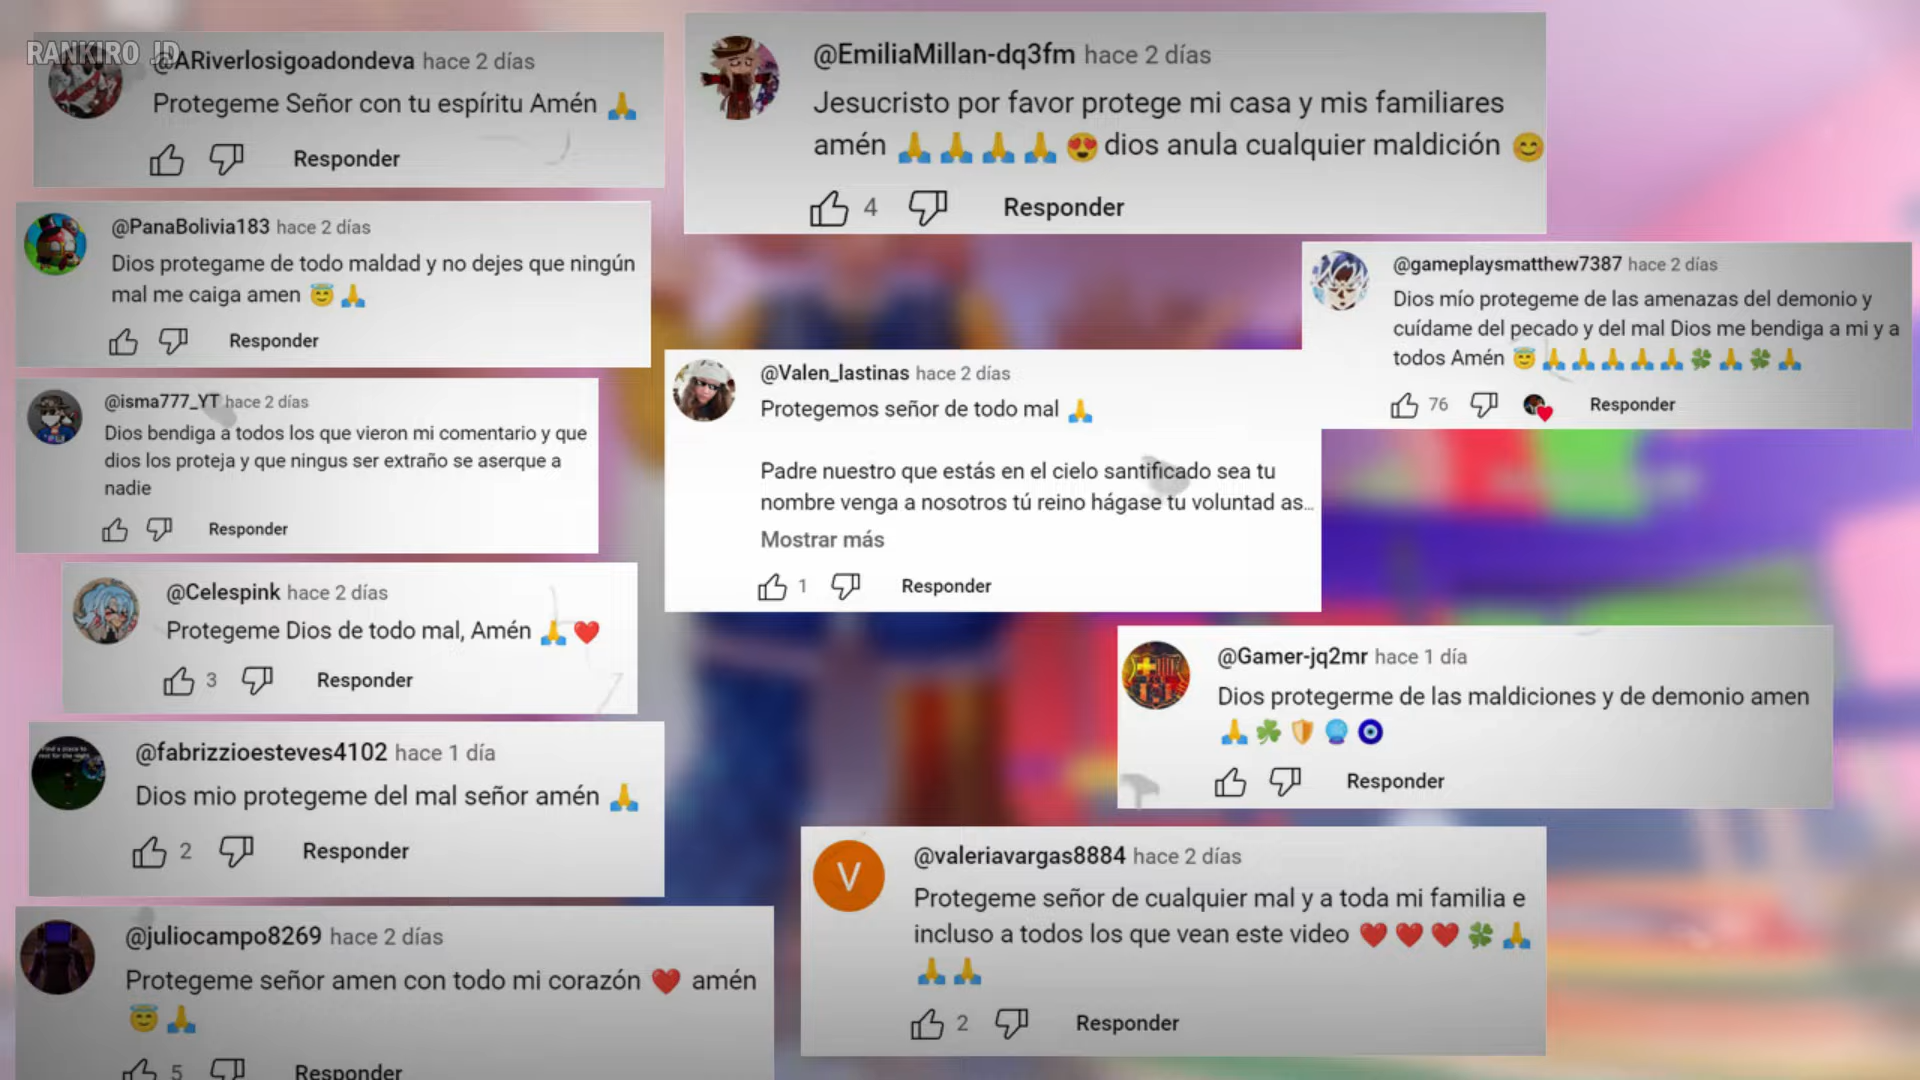 RANKIRO JD
@ARiverlosigoadondeva hace 2 días
Protegeme Señor con tu espíritu Amén 🙏
Responder
@PanaBolivia183 hace 2 días
Dios protegame de todo maldad y no dejes que ningún
mal me caiga amen 😇🙏
Responder
@isma777_YT hace 2 días
Dios bendiga a todos los que vieron mi comentario y que
dios los proteja y que ningus ser extraño se aserque a
nadie
Responder
@Celespink hace 2 días
Protegeme Dios de todo mal, Amén 🙏❤️
3 Responder
@fabrizzioesteves4102 hace 1 día
Dios mio protegeme del mal señor amén 🙏
2 Responder
@juliocampo8269 hace 2 días
Protegeme señor amen con todo mi corazón ❤️ amén
😇🙏
5 Responder
@EmiliaMillan-dq3fm hace 2 días
Jesucristo por favor protege mi casa y mis familiares
amén 🙏🙏🙏🙏😍 dios anula cualquier maldición 😊
4 Responder
@gameplaysmatthew7387 hace 2 días
Dios mío protegeme de las amenazas del demonio y
cuídame del pecado y del mal Dios me bendiga a mi y a
todos Amén 😇🙏🙏🙏🙏🙏🍀🙏🍀🙏
76 Responder
@Valen_lastinas hace 2 días
Protegemos señor de todo mal 🙏
Padre nuestro que estás en el cielo santificado sea tu
nombre venga a nosotros tú reino hágase tu voluntad as...
Mostrar más
1 Responder
@Gamer-jq2mr hace 1 día
Dios protegerme de las maldiciones y de demonio amen
🙏☘️🛡️🔮🧿
Responder
V
@valeriavargas8884 hace 2 días
Protegeme señor de cualquier mal y a toda mi familia e
incluso a todos los que vean este video ❤️❤️❤️🍀🙏
🙏🙏
2 Responder